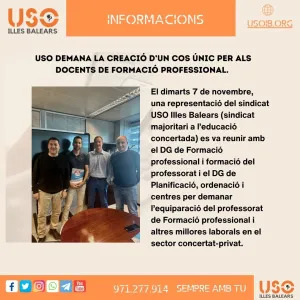 USO
ILLES BALEARS
INFORMACIONS
USOIB.ORG
USO DEMANA LA CREACIÓ D'UN COS ÚNIC PER ALS
DOCENTS DE FORMACIÓ PROFESSIONAL.
El dimarts 7 de novembre,
una representació del sindicat
USO Illes Balears (sindicat
majoritari a l'educació
concertada) es va reunir amb
el DG de Formació
professional i formació del
professorat i el DG de
Planificació, ordenació i
centres per demanar
l'equiparació del professorat
de Formació professional i
altres millores laborals en el
sector concertat-privat.
971.277.914 SEMPRE AMB TU
USO
ILLES BALEARS